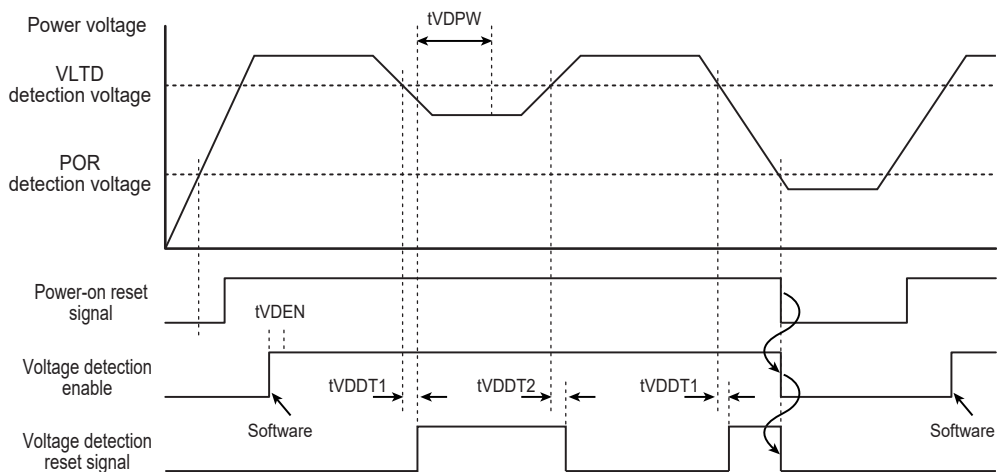 tVDPW
Power voltage
VLTD
detection voltage
POR
detection voltage
Power-on reset
signal
tVDEN
Voltage detection
enable
tVDDT1
tVDDT2
tVDDT1
Software
Software
Voltage detection
reset signal